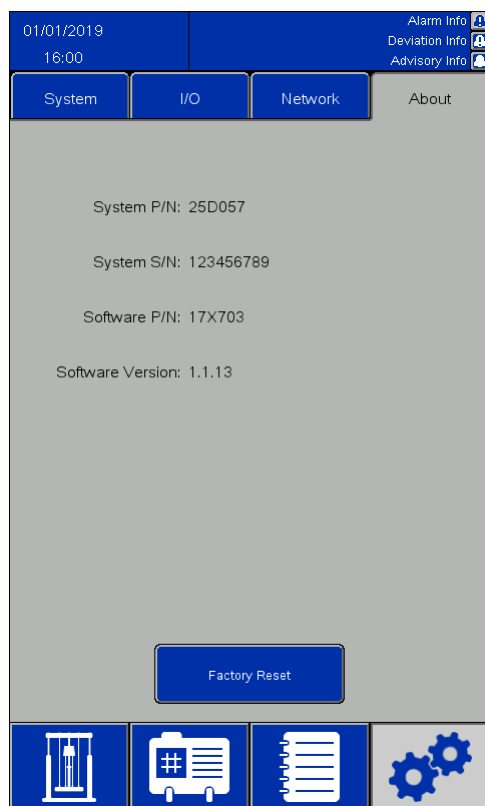 01/01/2019
16:00
Alarm Info
Deviation Info
Advisory Info
System
I/O
Network
About
System P/N: 25D057
System S/N: 123456789
Software P/N: 17X703
Software Version: 1.1.13
Factory Reset
#